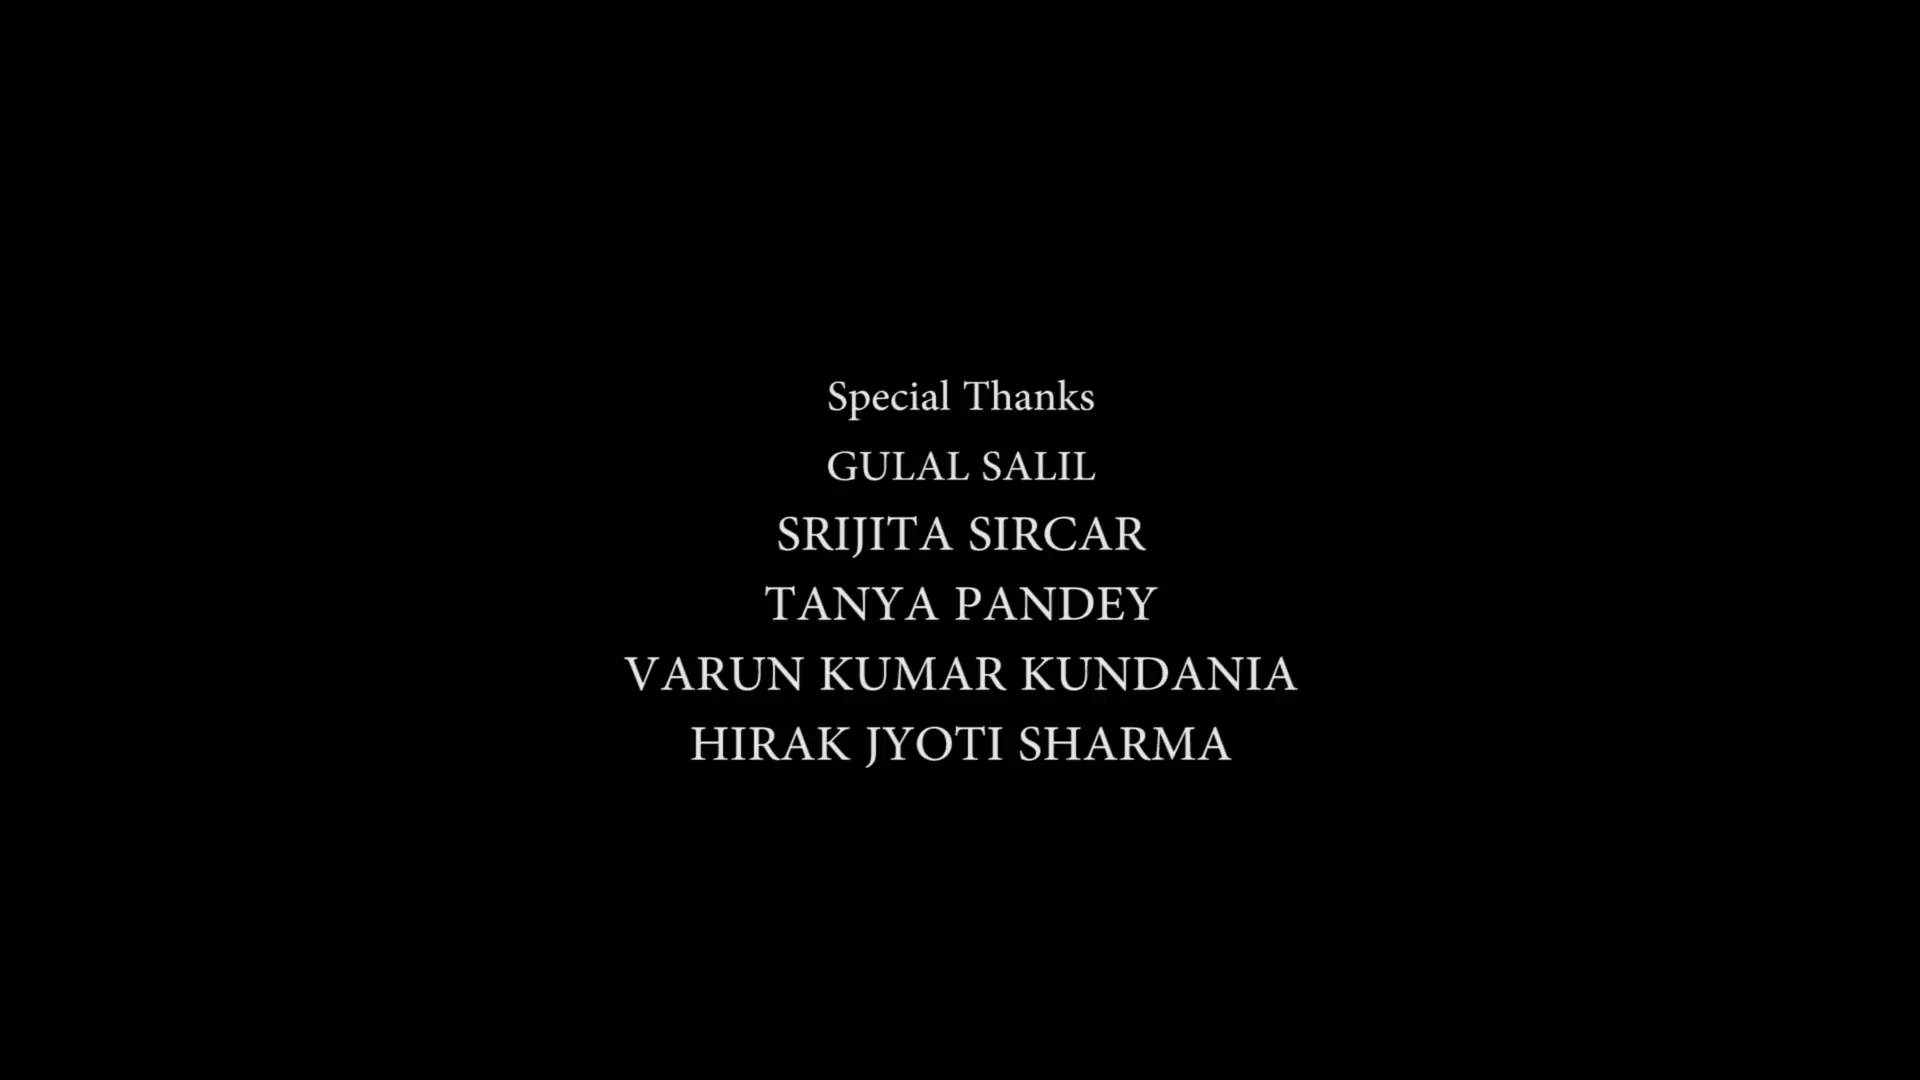 Special Thanks
GULAL SALIL
SRIJITA SIRCAR
TANYA PANDEY
VARUN KUMAR KUNDANIA
HIRAK JYOTI SHARMA